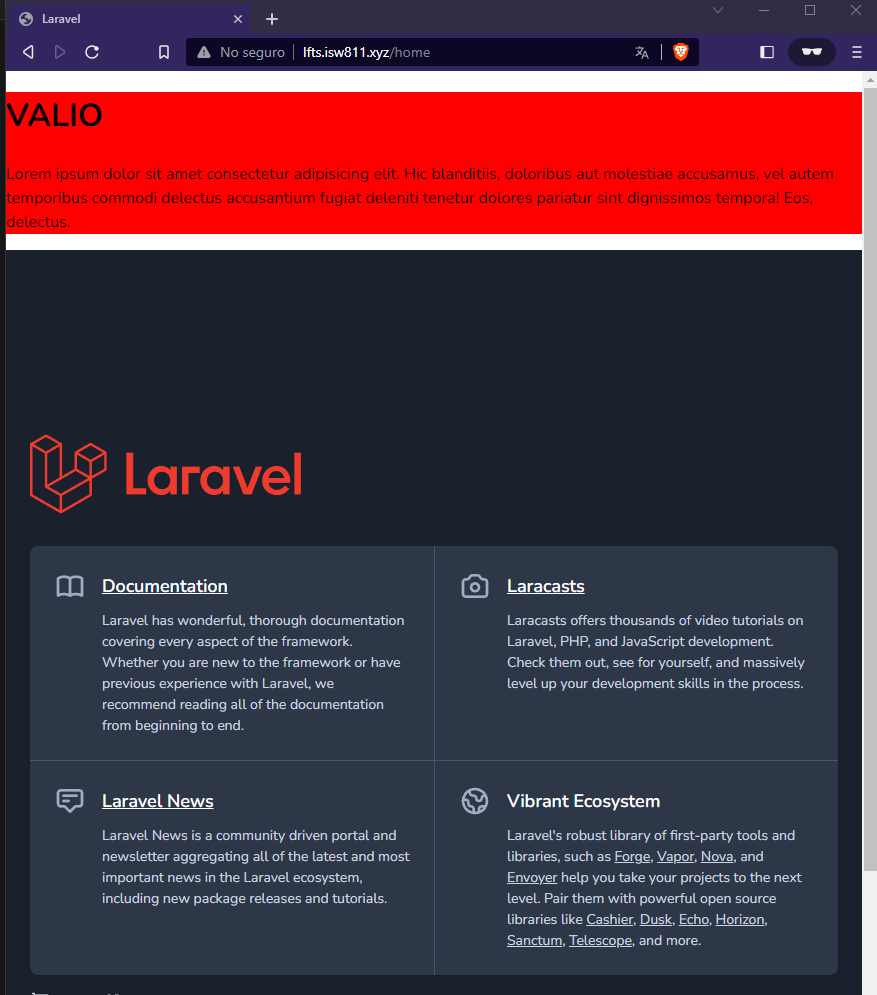 Laravel
No seguro
lfts.isw811.xyz/home
VALIO
Lorem ipsum dolor sit amet consectetur adipisicing elit. Hic blanditiis, doloribus aut molestiae accusamus, vel autem
temporibus commodi delectus accusantium fugiat deleniti tenetur dolores pariatur sint dignissimos tempora! Eos,
delectus.
Laravel
Documentation
Laravel has wonderful, thorough documentation
covering every aspect of the framework.
Whether you are new to the framework or have
previous experience with Laravel, we
recommend reading all of the documentation
from beginning to end.
Laracasts
Laracasts offers thousands of video tutorials on
Laravel, PHP, and JavaScript development.
Check them out, see for yourself, and massively
level up your development skills in the process.
Laravel News
Laravel News is a community driven portal and
newsletter aggregating all of the latest and most
important news in the Laravel ecosystem,
including new package releases and tutorials.
Vibrant Ecosystem
Laravel's robust library of first-party tools and
libraries, such as Forge, Vapor, Nova, and
Envoyer help you take your projects to the next
level. Pair them with powerful open source
libraries like Cashier, Dusk, Echo, Horizon,
Sanctum, Telescope, and more.